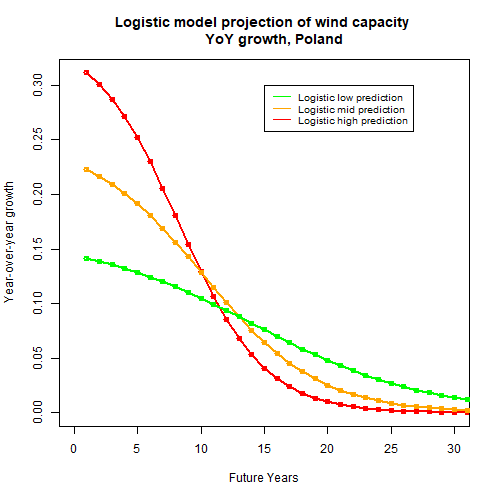 Logistic model projection of wind capacity
YoY growth, Poland
Logistic low prediction
Logistic mid prediction
Logistic high prediction
Year-over-year growth
0.30
0.25
0.20
0.15
0.10
0.05
0.00
0 5 10 15 20 25 30
Future Years